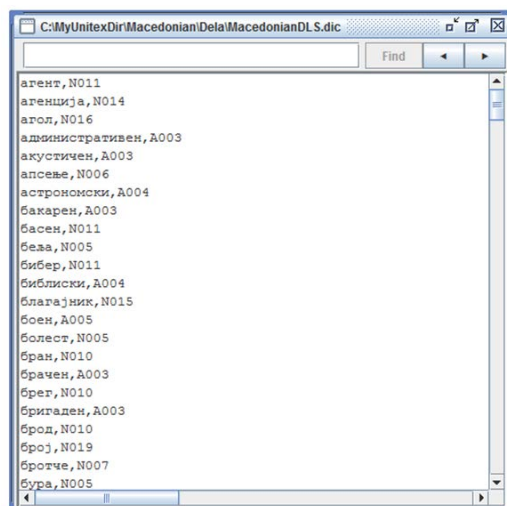 C:\MyUnitexDir\Macedonian\Dela\MacedonianDLS.dic
Find
агент,N011
агенција,N014
агол,N016
административен,A003
акустичен,A003
апсење,N006
астрономски,A004
бакарен,A003
басен,N011
беља,N005
бибер,N011
библиски,A004
благајник,N015
боен,A005
болест,N005
бран,N010
брачен,A003
брег,N010
бригаден,A003
брод,N010
број,N019
бротче,N007
бура,N005